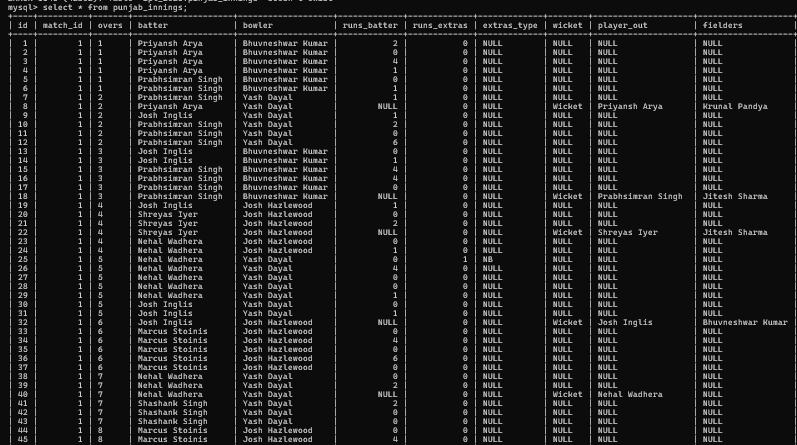 mysql> select * from punjab_innings;
| id | match_id | overs | batter | bowler | runs_batter | runs_extras | extras_type | wicket | player_out | fielders |
| 1 | 1 | 1 | Priyansh Arya | Bhuvneshwar Kumar | 2 | 0 | NULL | NULL | NULL | NULL |
| 2 | 1 | 1 | Priyansh Arya | Bhuvneshwar Kumar | 0 | 0 | NULL | NULL | NULL | NULL |
| 3 | 1 | 1 | Priyansh Arya | Bhuvneshwar Kumar | 4 | 0 | NULL | NULL | NULL | NULL |
| 4 | 1 | 1 | Priyansh Arya | Bhuvneshwar Kumar | 1 | 0 | NULL | NULL | NULL | NULL |
| 5 | 1 | 1 | Prabhsimran Singh | Bhuvneshwar Kumar | 0 | 0 | NULL | NULL | NULL | NULL |
| 6 | 1 | 1 | Prabhsimran Singh | Bhuvneshwar Kumar | 1 | 0 | NULL | NULL | NULL | NULL |
| 7 | 1 | 2 | Prabhsimran Singh | Yash Dayal | 1 | 0 | NULL | NULL | NULL | NULL |
| 8 | 1 | 2 | Priyansh Arya | Yash Dayal | NULL | 0 | NULL | Wicket | Priyansh Arya | Krunal Pandya |
| 9 | 1 | 2 | Josh Inglis | Yash Dayal | 1 | 0 | NULL | NULL | NULL | NULL |
| 10 | 1 | 2 | Prabhsimran Singh | Yash Dayal | 2 | 0 | NULL | NULL | NULL | NULL |
| 11 | 1 | 2 | Prabhsimran Singh | Yash Dayal | 0 | 0 | NULL | NULL | NULL | NULL |
| 12 | 1 | 2 | Prabhsimran Singh | Yash Dayal | 6 | 0 | NULL | NULL | NULL | NULL |
| 13 | 1 | 3 | Josh Inglis | Bhuvneshwar Kumar | 0 | 0 | NULL | NULL | NULL | NULL |
| 14 | 1 | 3 | Josh Inglis | Bhuvneshwar Kumar | 1 | 0 | NULL | NULL | NULL | NULL |
| 15 | 1 | 3 | Prabhsimran Singh | Bhuvneshwar Kumar | 4 | 0 | NULL | NULL | NULL | NULL |
| 16 | 1 | 3 | Prabhsimran Singh | Bhuvneshwar Kumar | 4 | 0 | NULL | NULL | NULL | NULL |
| 17 | 1 | 3 | Prabhsimran Singh | Bhuvneshwar Kumar | 0 | 0 | NULL | NULL | NULL | NULL |
| 18 | 1 | 3 | Prabhsimran Singh | Bhuvneshwar Kumar | NULL | 0 | NULL | Wicket | Prabhsimran Singh | Jitesh Sharma |
| 19 | 1 | 4 | Josh Inglis | Josh Hazlewood | 1 | 0 | NULL | NULL | NULL | NULL |
| 20 | 1 | 4 | Shreyas Iyer | Josh Hazlewood | 0 | 0 | NULL | NULL | NULL | NULL |
| 21 | 1 | 4 | Shreyas Iyer | Josh Hazlewood | 2 | 0 | NULL | NULL | NULL | NULL |
| 22 | 1 | 4 | Shreyas Iyer | Josh Hazlewood | NULL | 0 | NULL | Wicket | Shreyas Iyer | Jitesh Sharma |
| 23 | 1 | 4 | Nehal Wadhera | Josh Hazlewood | 0 | 0 | NULL | NULL | NULL | NULL |
| 24 | 1 | 4 | Nehal Wadhera | Josh Hazlewood | 1 | 0 | NULL | NULL | NULL | NULL |
| 25 | 1 | 5 | Nehal Wadhera | Yash Dayal | 0 | 1 | NB | NULL | NULL | NULL |
| 26 | 1 | 5 | Nehal Wadhera | Yash Dayal | 4 | 0 | NULL | NULL | NULL | NULL |
| 27 | 1 | 5 | Nehal Wadhera | Yash Dayal | 0 | 0 | NULL | NULL | NULL | NULL |
| 28 | 1 | 5 | Nehal Wadhera | Yash Dayal | 0 | 0 | NULL | NULL | NULL | NULL |
| 29 | 1 | 5 | Nehal Wadhera | Yash Dayal | 1 | 0 | NULL | NULL | NULL | NULL |
| 30 | 1 | 5 | Josh Inglis | Yash Dayal | 0 | 0 | NULL | NULL | NULL | NULL |
| 31 | 1 | 5 | Josh Inglis | Yash Dayal | 1 | 0 | NULL | NULL | NULL | NULL |
| 32 | 1 | 6 | Josh Inglis | Josh Hazlewood | NULL | 0 | NULL | Wicket | Josh Inglis | Bhuvneshwar Kumar |
| 33 | 1 | 6 | Marcus Stoinis | Josh Hazlewood | 0 | 0 | NULL | NULL | NULL | NULL |
| 34 | 1 | 6 | Marcus Stoinis | Josh Hazlewood | 4 | 0 | NULL | NULL | NULL | NULL |
| 35 | 1 | 6 | Marcus Stoinis | Josh Hazlewood | 0 | 0 | NULL | NULL | NULL | NULL |
| 36 | 1 | 6 | Marcus Stoinis | Josh Hazlewood | 6 | 0 | NULL | NULL | NULL | NULL |
| 37 | 1 | 6 | Marcus Stoinis | Josh Hazlewood | 0 | 0 | NULL | NULL | NULL | NULL |
| 38 | 1 | 7 | Nehal Wadhera | Yash Dayal | 0 | 0 | NULL | NULL | NULL | NULL |
| 39 | 1 | 7 | Nehal Wadhera | Yash Dayal | 2 | 0 | NULL | NULL | NULL | NULL |
| 40 | 1 | 7 | Nehal Wadhera | Yash Dayal | NULL | 0 | NULL | Wicket | Nehal Wadhera | NULL |
| 41 | 1 | 7 | Shashank Singh | Yash Dayal | 2 | 0 | NULL | NULL | NULL | NULL |
| 42 | 1 | 7 | Shashank Singh | Yash Dayal | 0 | 0 | NULL | NULL | NULL | NULL |
| 43 | 1 | 7 | Shashank Singh | Yash Dayal | 0 | 0 | NULL | NULL | NULL | NULL |
| 44 | 1 | 8 | Marcus Stoinis | Josh Hazlewood | 0 | 0 | NULL | NULL | NULL | NULL |
| 45 | 1 | 8 | Marcus Stoinis | Josh Hazlewood | 4 | 0 | NULL | NULL | NULL | NULL |